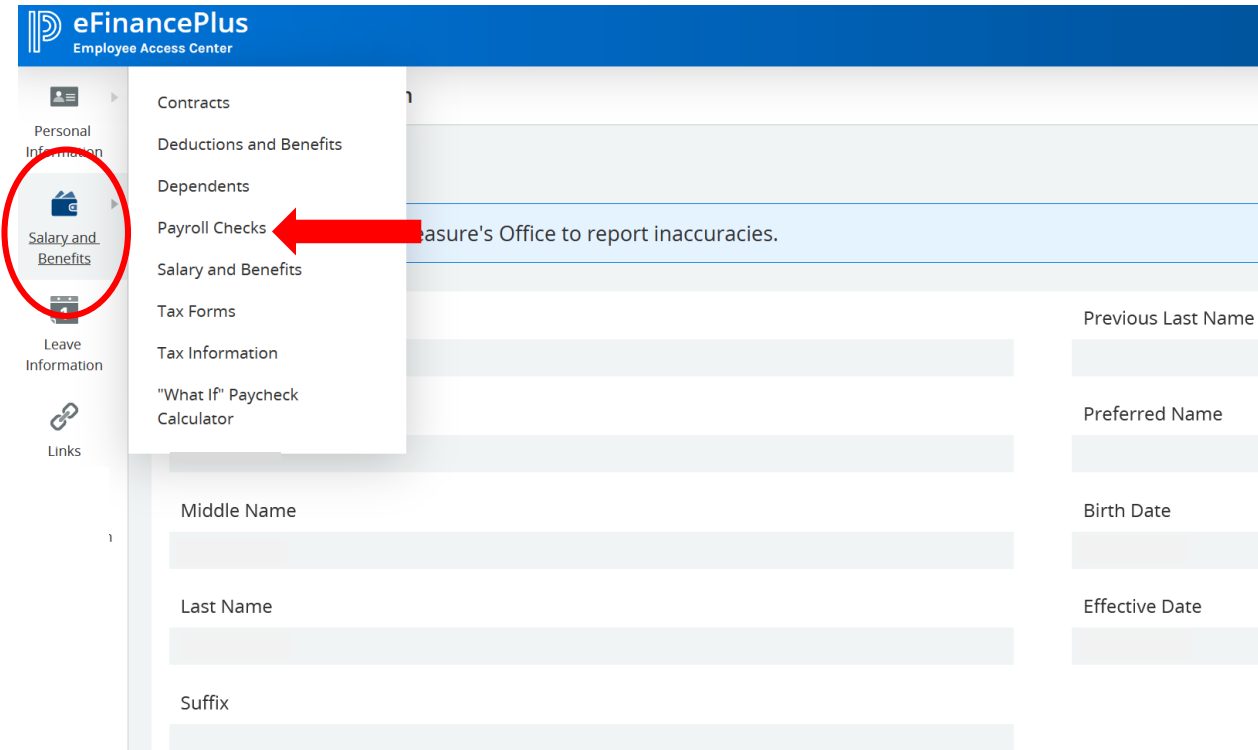 eFinancePlus
Employee Access Center
Personal
Information
Salary and
Benefits
Leave
Information
Links
Contracts
Deductions and Benefits
Dependents
Payroll Checks
Salary and Benefits
Tax Forms
Tax Information
"What If" Paycheck
Calculator
Office to report inaccuracies.
Previous Last Name
Preferred Name
Middle Name
Birth Date
Last Name
Effective Date
Suffix